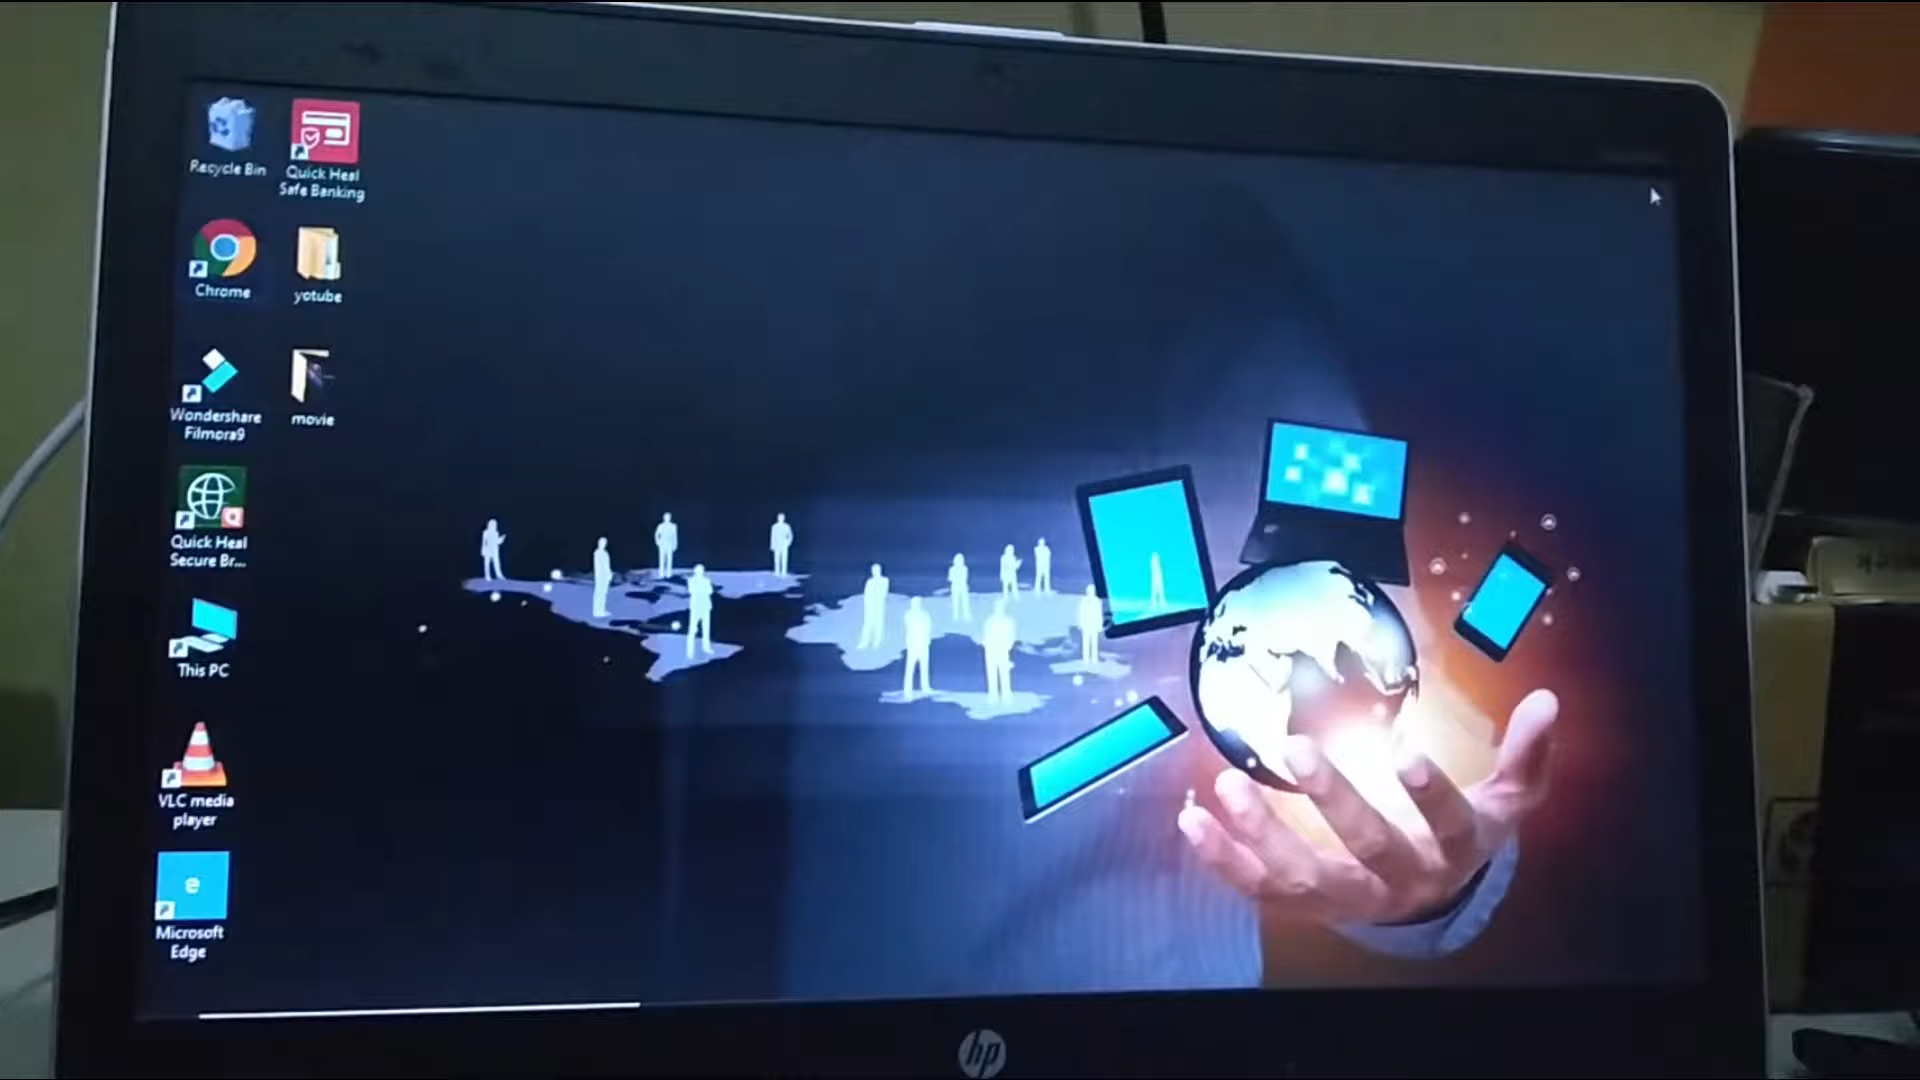 Recycle Bin
Quick Heal
Safe Banking
Chrome
yotube
Wondershare
Filmora9
movie
Quick Heal
Secure Br...
This PC
VLC media
player
Microsoft
Edge
hp